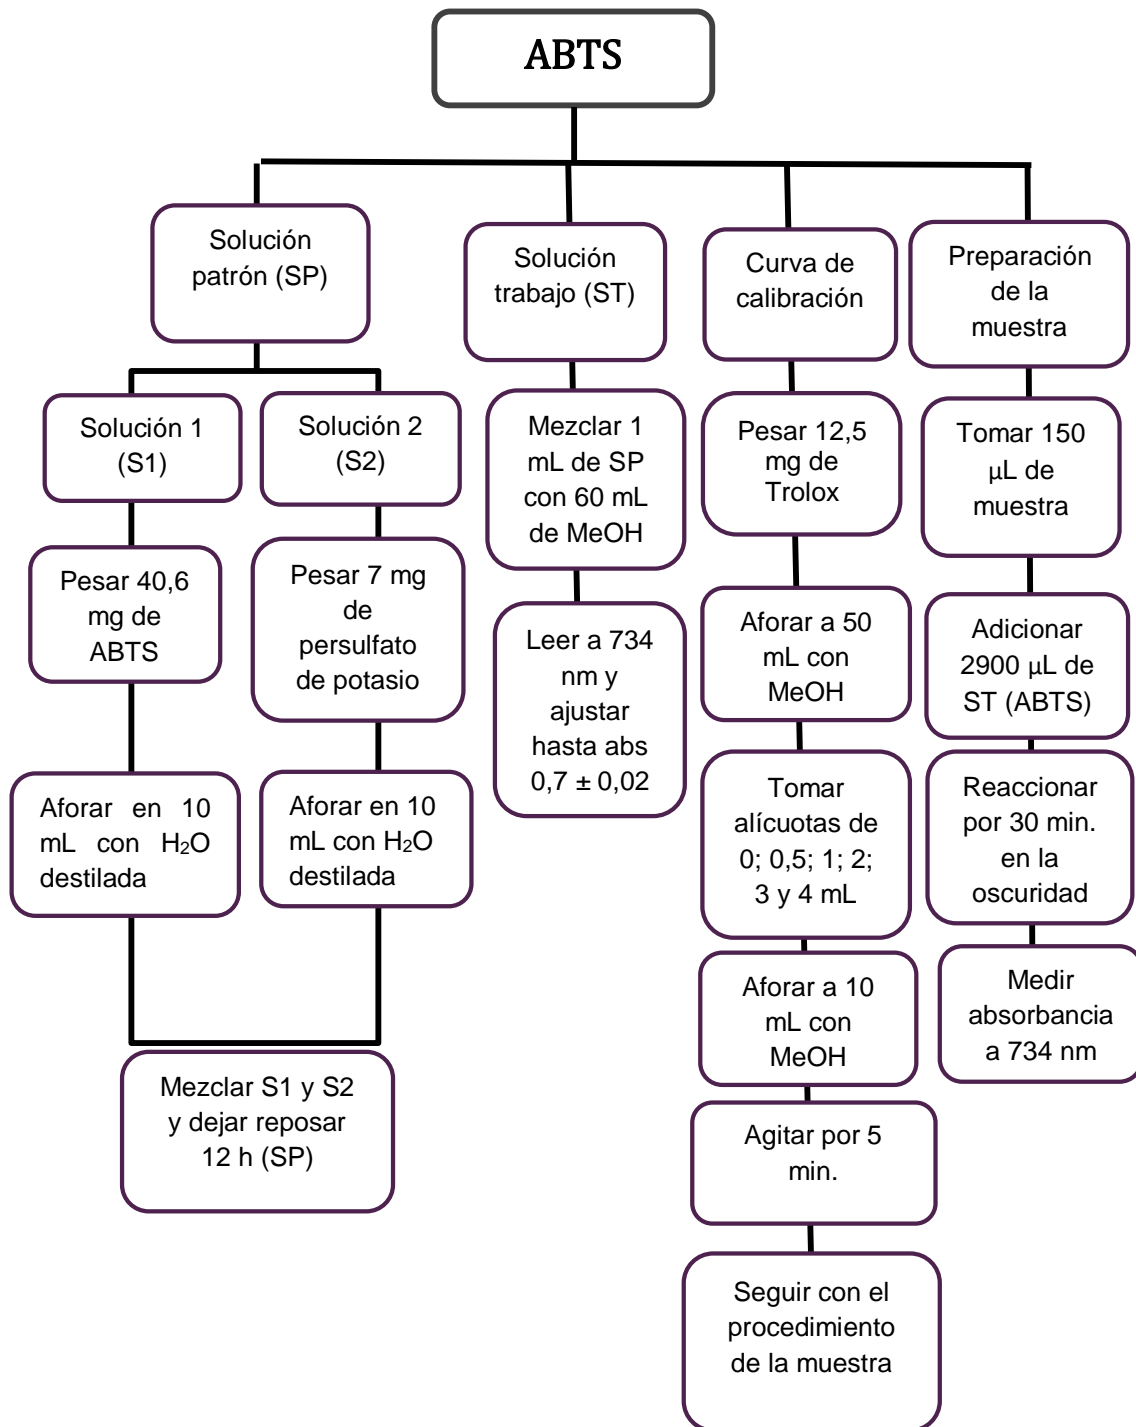 ABTS
Solución
patrón (SP)
Solución 1
(S1)
Pesar 40,6
mg de
ABTS
Aforar en 10
mL con H₂O
destilada
Solución 2
(S2)
Pesar 7 mg
de
persulfato
de potasio
Aforar en 10
mL con H₂O
destilada
Mezclar S1 y S2
y dejar reposar
12 h (SP)
Solución
trabajo (ST)
Mezclar 1
mL de SP
con 60 mL
de MeOH
Leer a 734
nm y
ajustar
hasta abs
0,7 ± 0,02
Curva de
calibración
Pesar 12,5
mg de
Trolox
Aforar a 50
mL con
MeOH
Tomar
alícuotas de
0; 0,5; 1; 2;
3 y 4 mL
Aforar a 10
mL con
MeOH
Agitar por 5
min.
Seguir con el
procedimiento
de la muestra
Preparación
de la
muestra
Tomar 150
µL de
muestra
Adicionar
2900 µL de
ST (ABTS)
Reaccionar
por 30 min.
en la
oscuridad
Medir
absorbancia
a 734 nm